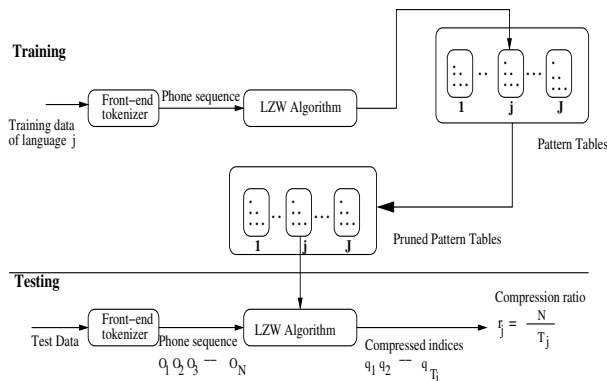 Training
Training data
of language j
Front-end
tokenizer
Phone sequence
LZW Algorithm
1 j J
Pattern Tables
1 j J
Pruned Pattern Tables
Testing
Test Data
Front-end
tokenizer
Phone sequence
O1 O2 O3 -- ON
LZW Algorithm
Compressed indices
q1 q2 -- qTj
Compression ratio
rj = N / Tj